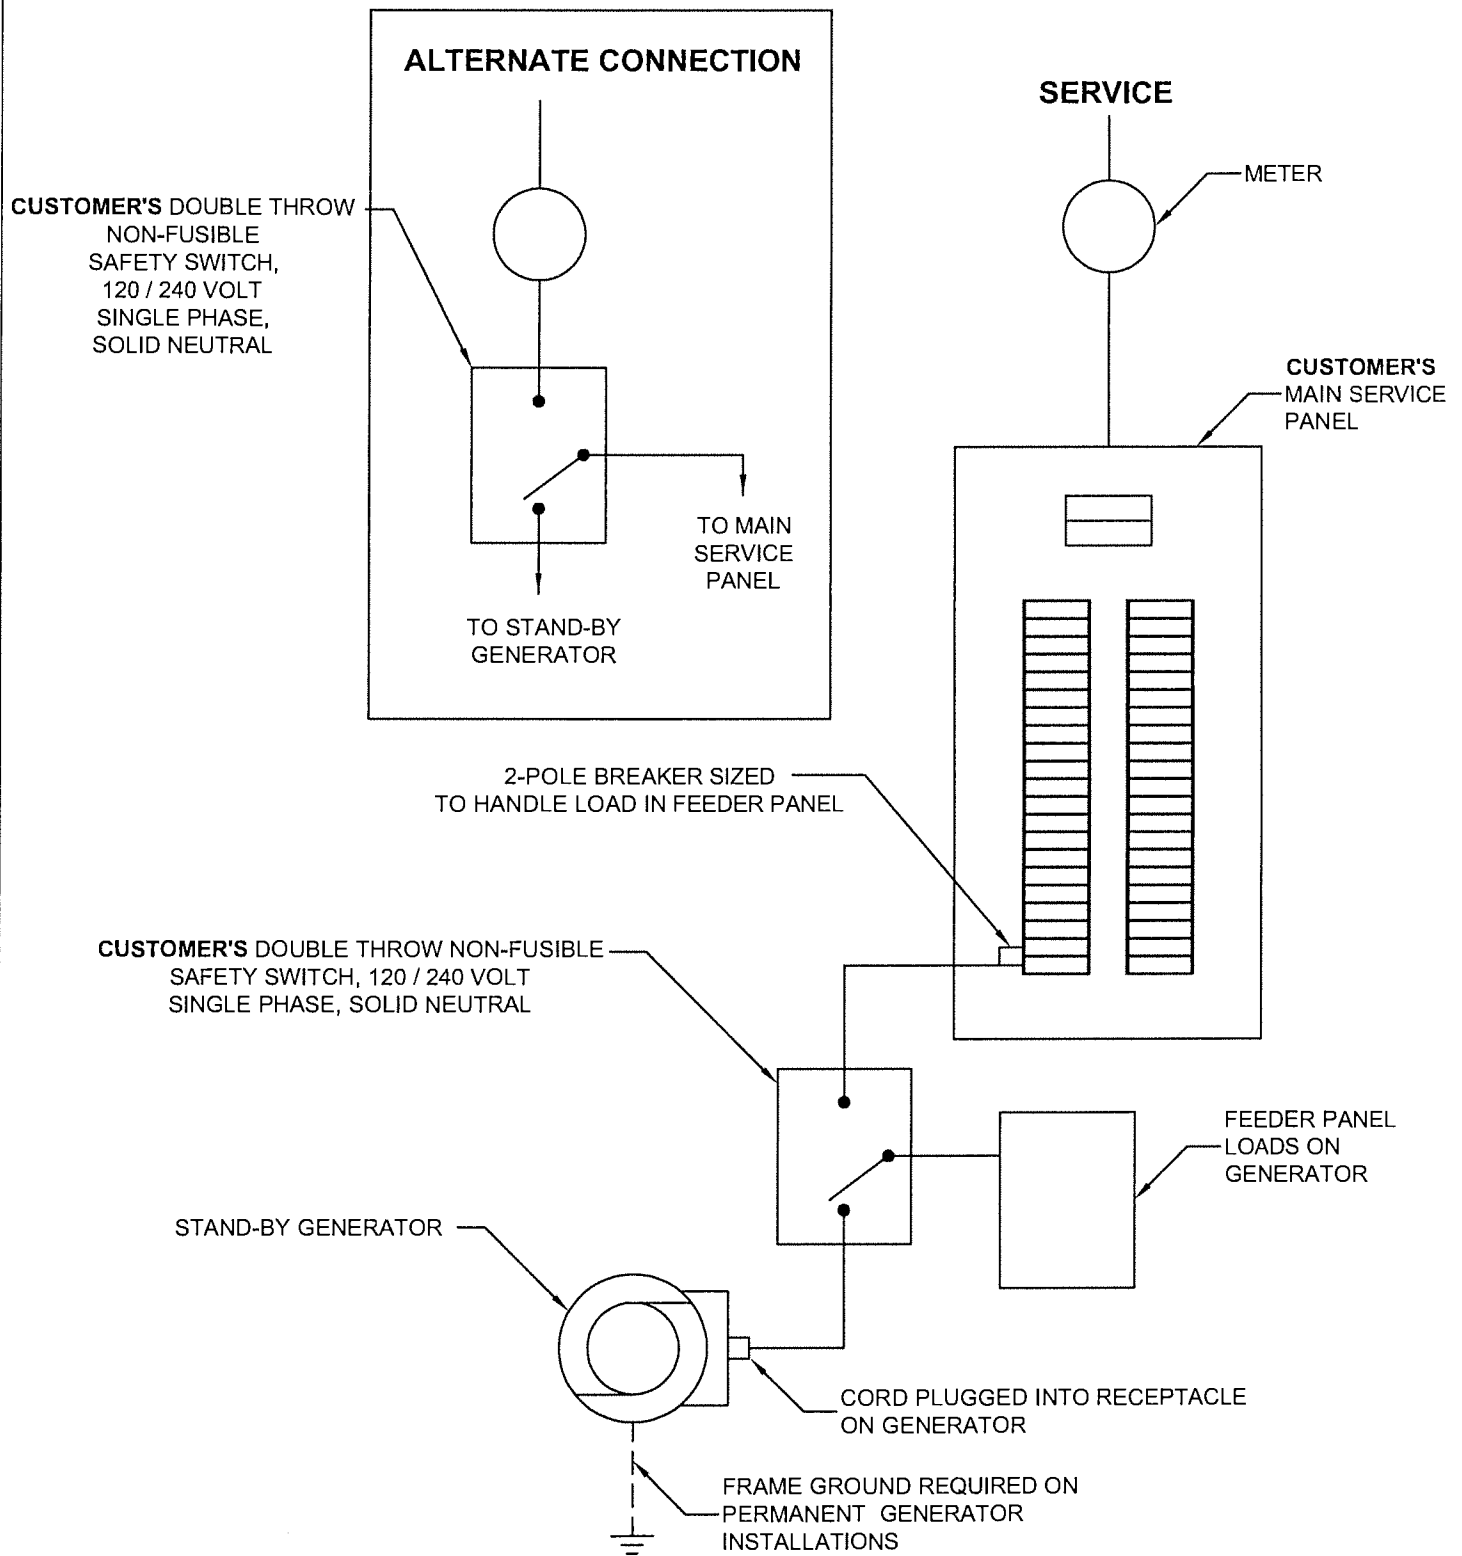 ALTERNATE CONNECTION
SERVICE
METER
CUSTOMER'S DOUBLE THROW
NON-FUSIBLE
SAFETY SWITCH,
120 / 240 VOLT
SINGLE PHASE,
SOLID NEUTRAL
CUSTOMER'S
MAIN SERVICE
PANEL
TO MAIN
SERVICE
PANEL
TO STAND-BY
GENERATOR
2-POLE BREAKER SIZED
TO HANDLE LOAD IN FEEDER PANEL
CUSTOMER'S DOUBLE THROW NON-FUSIBLE
SAFETY SWITCH, 120 / 240 VOLT
SINGLE PHASE, SOLID NEUTRAL
FEEDER PANEL
LOADS ON
GENERATOR
STAND-BY GENERATOR
CORD PLUGGED INTO RECEPTACLE
ON GENERATOR
FRAME GROUND REQUIRED ON
PERMANENT GENERATOR
INSTALLATIONS